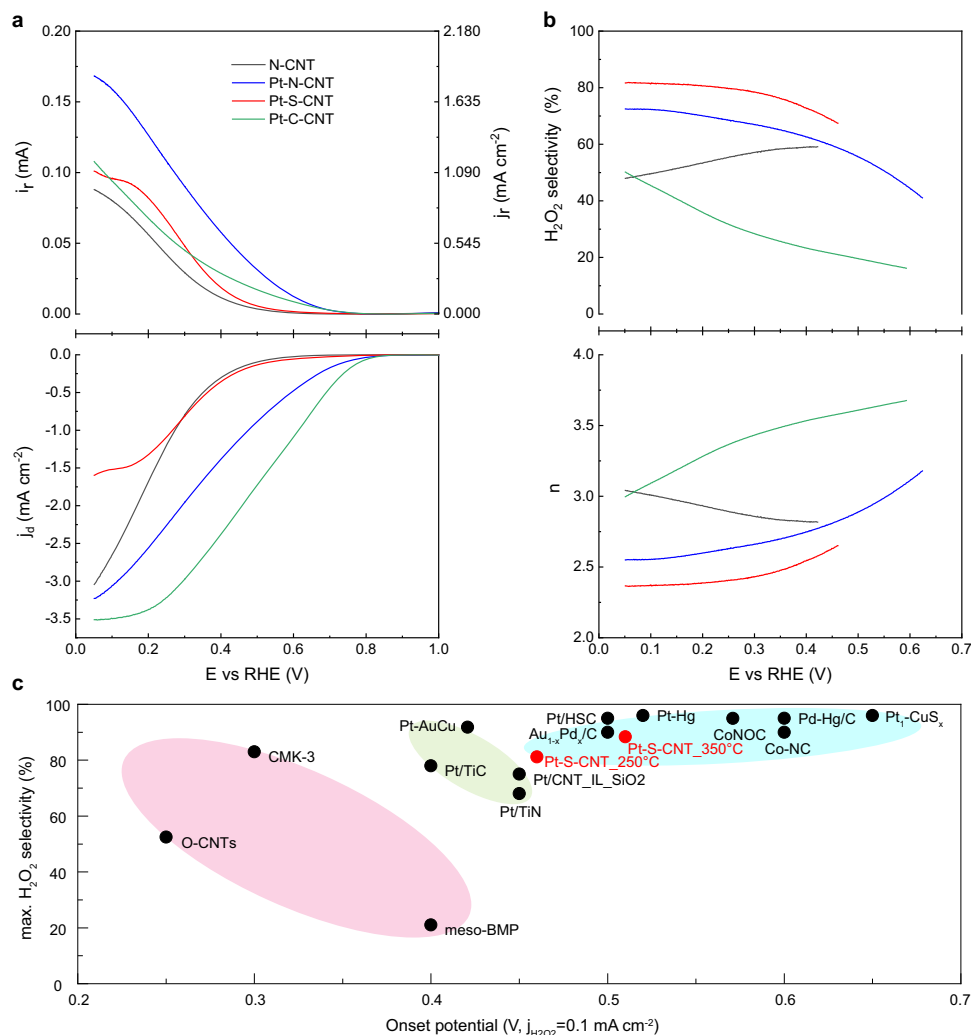 a
b
0.20
0.15
0.10
0.05
0.00
i_r (mA)
2.180
1.635
1.090
0.545
0.000
j_r (mA cm⁻²)
N-CNT
Pt-N-CNT
Pt-S-CNT
Pt-C-CNT
100
80
60
40
20
0
H₂O₂ selectivity (%)
0.0
-0.5
-1.0
-1.5
-2.0
-2.5
-3.0
-3.5
j_d (mA cm⁻²)
0.0 0.2 0.4 0.6 0.8 1.0
E vs RHE (V)
4.0
3.5
3.0
2.5
2.0
n
0.0 0.1 0.2 0.3 0.4 0.5 0.6 0.7
E vs RHE (V)
c
100
80
60
40
20
0
max. H₂O₂ selectivity (%)
Pt-AuCu
Pt/HSC
Pt-Hg
Pd-Hg/C
Pt₁-CuSₓ
Au₁₋ₓPdₓ/C
CoNOC
Co-NC
CMK-3
Pt/TiC
Pt-S-CNT_350°C
Pt-S-CNT_250°C
Pt/CNT_IL_SiO2
Pt/TiN
O-CNTs
meso-BMP
0.2 0.3 0.4 0.5 0.6 0.7
Onset potential (V, j_H2O2=0.1 mA cm⁻²)